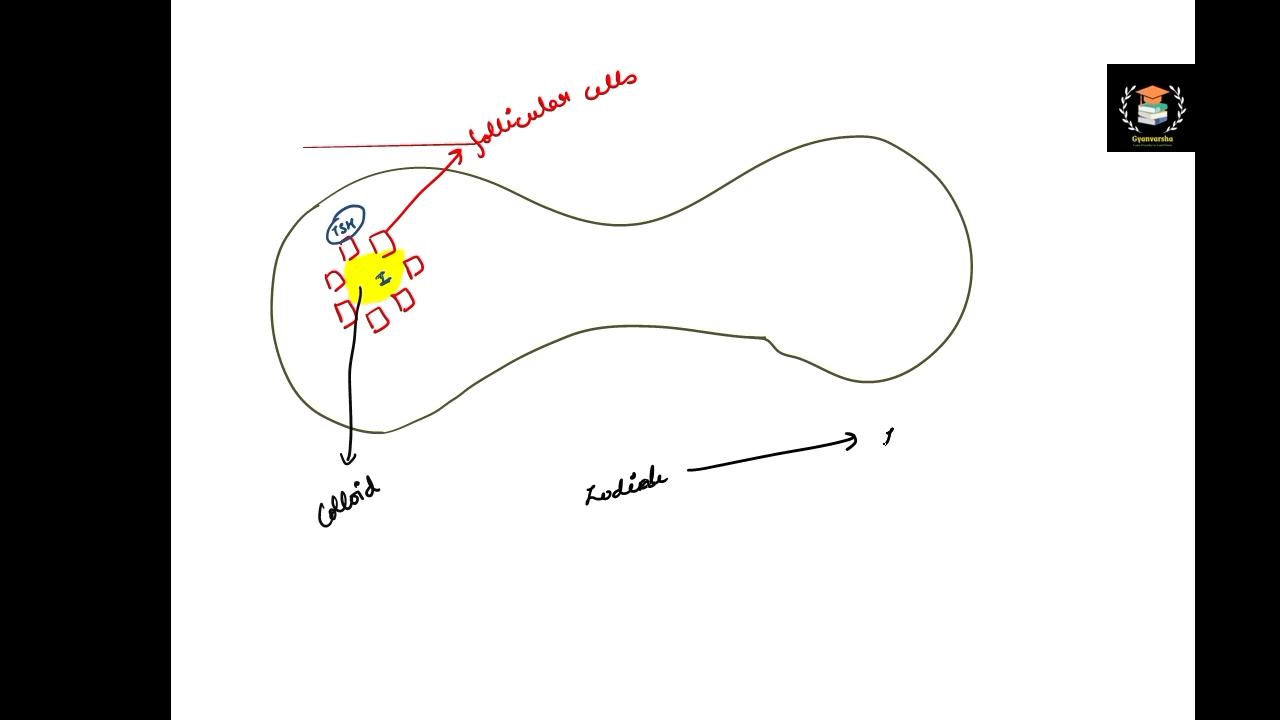 follicular cells
Gyanvarsha
TSH
I
Colloid
Iodide
I